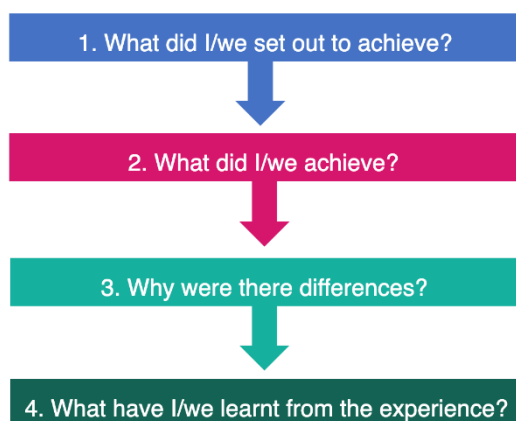 1. What did I/we set out to achieve?
2. What did I/we achieve?
3. Why were there differences?
4. What have I/we learnt from the experience?